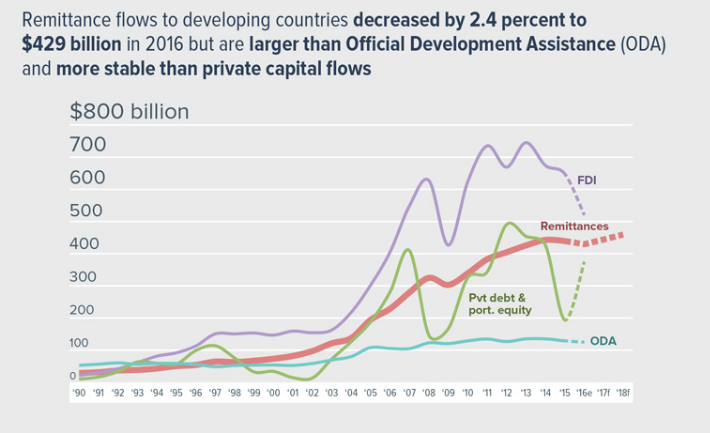 Remittance flows to developing countries decreased by 2.4 percent to
$429 billion in 2016 but are larger than Official Development Assistance (ODA)
and more stable than private capital flows
$800 billion
700
600
FDI
500
Remittances
400
300
Pvt debt &
port. equity
200
ODA
100
0
'90 '91 '92 '93 '94 '95 '96 '97 '98 '99 '00 '01 '02 '03 '04 '05 '06 '07 '08 '09 '10 '11 '12 '13 '14 '15 '16e '17f '18f